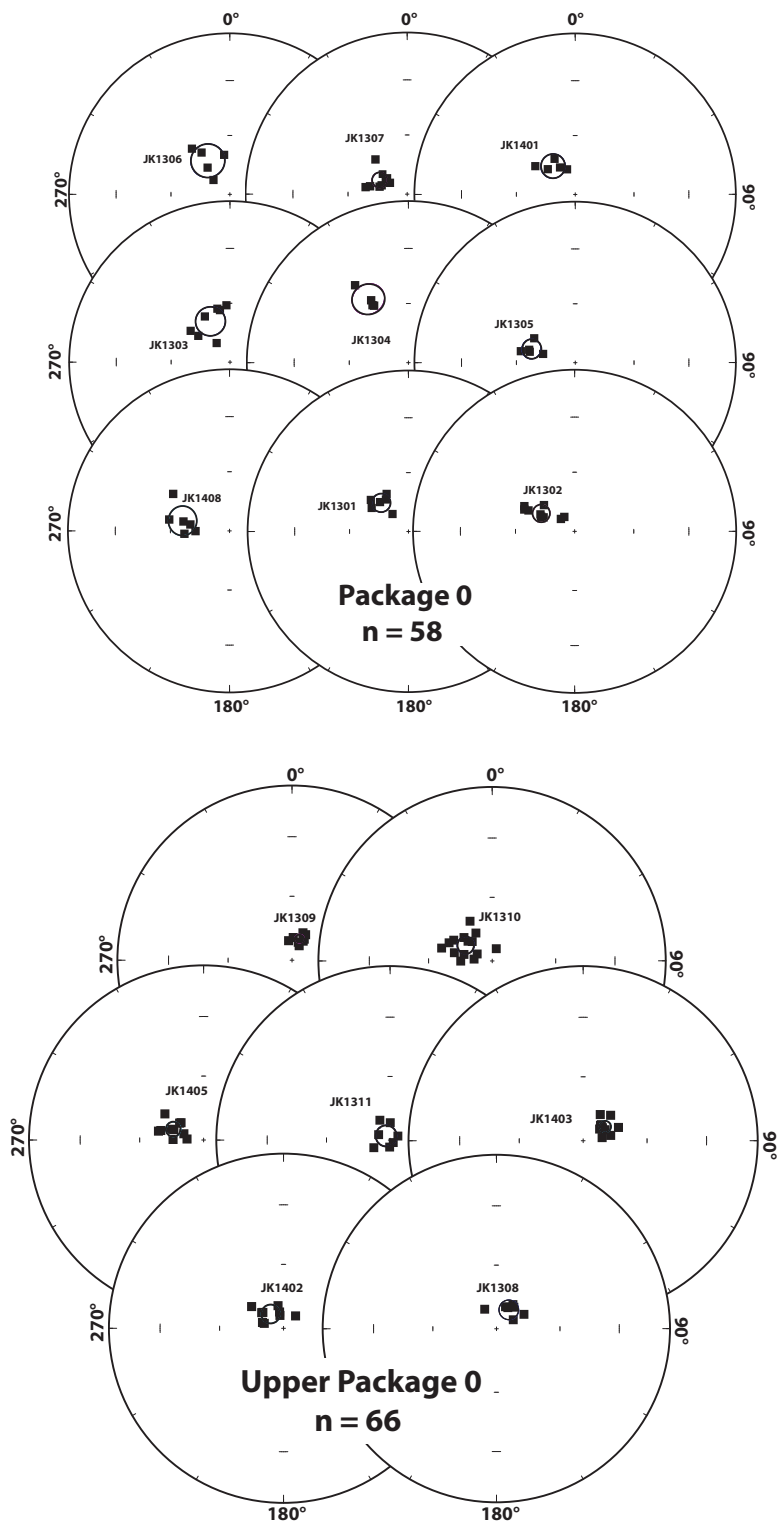 0°
0°
0°
JK1306
JK1307
JK1401
270°
90°
JK1303
JK1304
JK1305
270°
90°
JK1408
JK1301
JK1302
270°
90°
Package 0
n = 58
180°
180°
180°
0°
0°
JK1309
JK1310
270°
90°
JK1405
JK1311
JK1403
270°
90°
JK1402
JK1308
270°
90°
Upper Package 0
n = 66
180°
180°